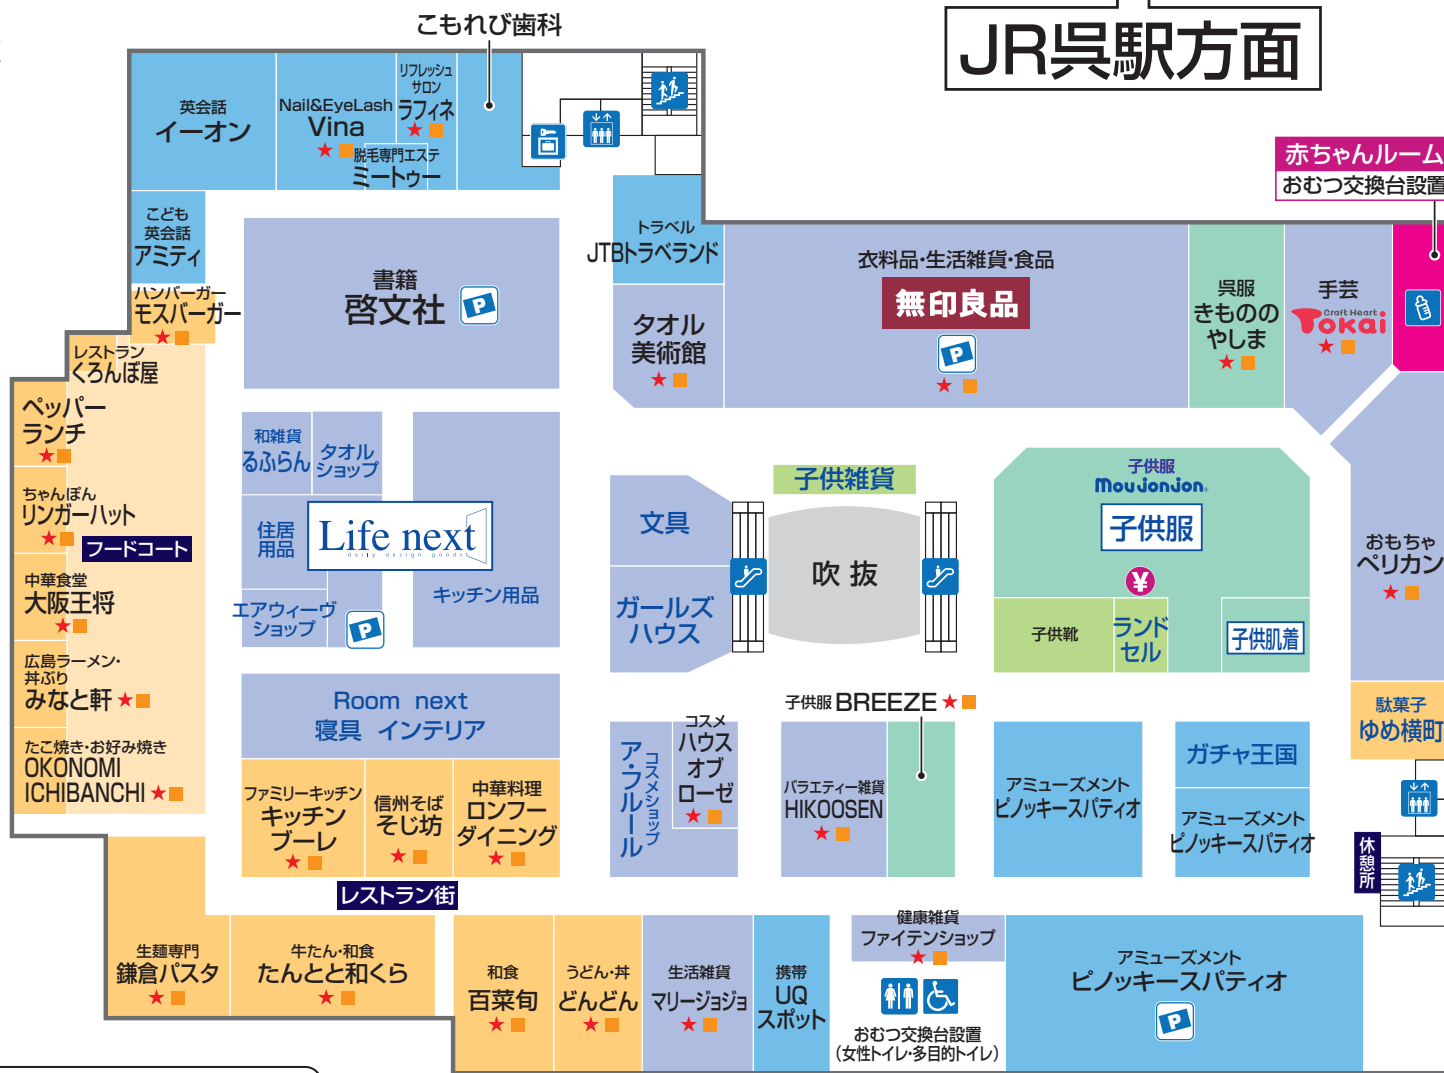 こもれび歯科
JR呉駅方面
英会話
イーオン
Nail&EyeLash
Vina
リフレッシュ
サロン
ラフィネ
脱毛専門エステ
ミートゥー
赤ちゃんルーム
おむつ交換台設置
こども
英会話
アミティ
ハンバーガー
モスバーガー
書籍
啓文社
P
トラベル
JTBトラベランド
タオル
美術館
衣料品・生活雑貨・食品
無印良品
P
呉服
きものの
やしま
手芸
Craft Heart
Tokai
レストラン
くろんぼ屋
ペッパー
ランチ
ちゃんぽん
リンガーハット
フードコート
中華食堂
大阪王将
広島ラーメン・
丼ぶり
みなと軒
たこ焼き・お好み焼き
OKONOMI
ICHIBANCHI
和雑貨
るふらん
タオル
ショップ
住居
用品
Life next
daily design goods
エアウィーヴ
ショップ
P
キッチン用品
文具
ガールズ
ハウス
子供雑貨
吹抜
子供服
Moujonjon
子供服
¥
子供靴
ランド
セル
子供肌着
おもちゃ
ペリカン
駄菓子
ゆめ横町
Room next
寝具 インテリア
ファミリーキッチン
キッチン
ブーレ
信州そば
そじ坊
中華料理
ロンフー
ダイニング
レストラン街
コスメショップ
ア・フルール
コスメ
ハウス
オブ
ローゼ
子供服 BREEZE
バラエティー雑貨
HIKOOSEN
アミューズメント
ピノッキースパティオ
ガチャ王国
アミューズメント
ピノッキースパティオ
休憩所
生麺専門
鎌倉パスタ
牛たん・和食
たんとと和くら
和食
百菜旬
うどん・丼
どんどん
生活雑貨
マリージョジョ
携帯
UQ
スポット
健康雑貨
ファイテンショップ
おむつ交換台設置
(女性トイレ・多目的トイレ)
アミューズメント
ピノッキースパティオ
P